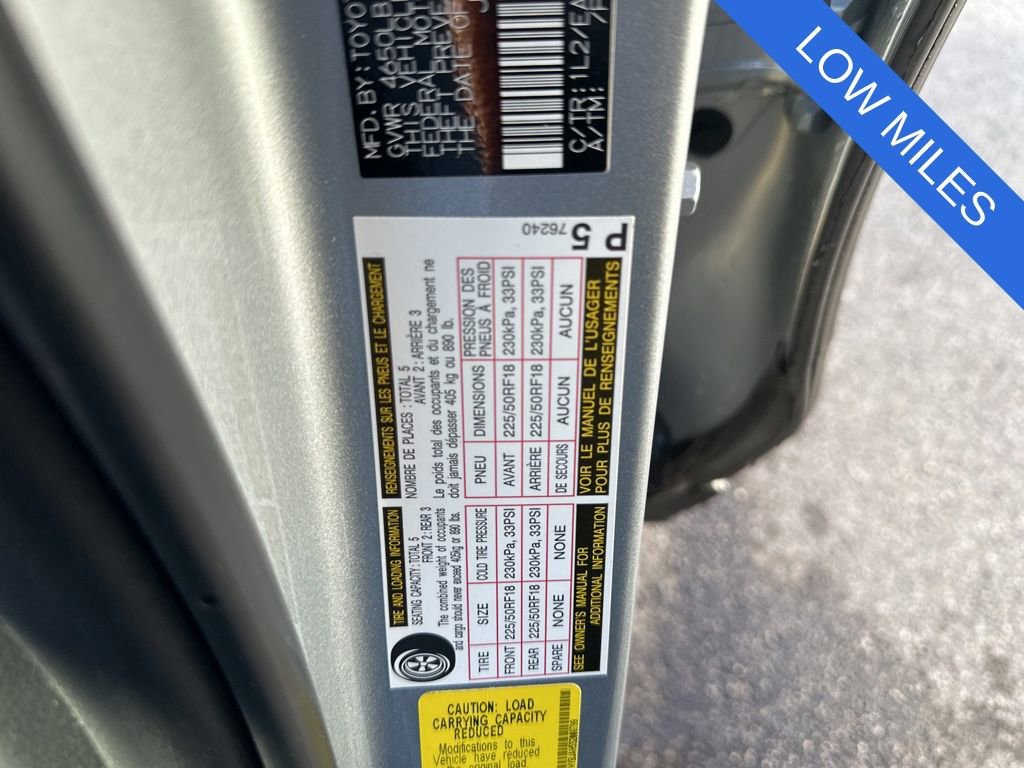 LOW MILES
MFD. BY: TOYO
GVWR 4950LB
THIS VEHICL
FEDERAL MOT
THEFT PREVE
THE DATE OF
C/TR: 1L2/EA
A/TM:
TIRE AND LOADING INFORMATION
SEATING CAPACITY : TOTAL 5
FRONT 2 : REAR 3
The combined weight of occupants
and cargo should never exceed 405kg or 890 lbs.
TIRE SIZE COLD TIRE PRESSURE
FRONT 225/50RF18 230kPa, 33PSI
REAR 225/50RF18 230kPa, 33PSI
SPARE NONE NONE
SEE OWNER'S MANUAL FOR
ADDITIONAL INFORMATION
RENSEIGNEMENTS SUR LES PNEUS ET LE CHARGEMENT
NOMBRE DE PLACES : TOTAL 5
AVANT 2 : ARRIÈRE 3
Le poids total des occupants et du chargement ne
doit jamais dépasser 405 kg ou 890 lb.
PNEU DIMENSIONS PRESSION DES
PNEUS À FROID
AVANT 225/50RF18 230kPa, 33PSI
ARRIÈRE 225/50RF18 230kPa, 33PSI
DE SECOURS AUCUN AUCUN
VOIR LE MANUEL DE L'USAGER
POUR PLUS DE RENSEIGNEMENTS
76240
5
P
CAUTION: LOAD
CARRYING CAPACITY
REDUCED
Modifications to this
Vehicle have reduced
the original load